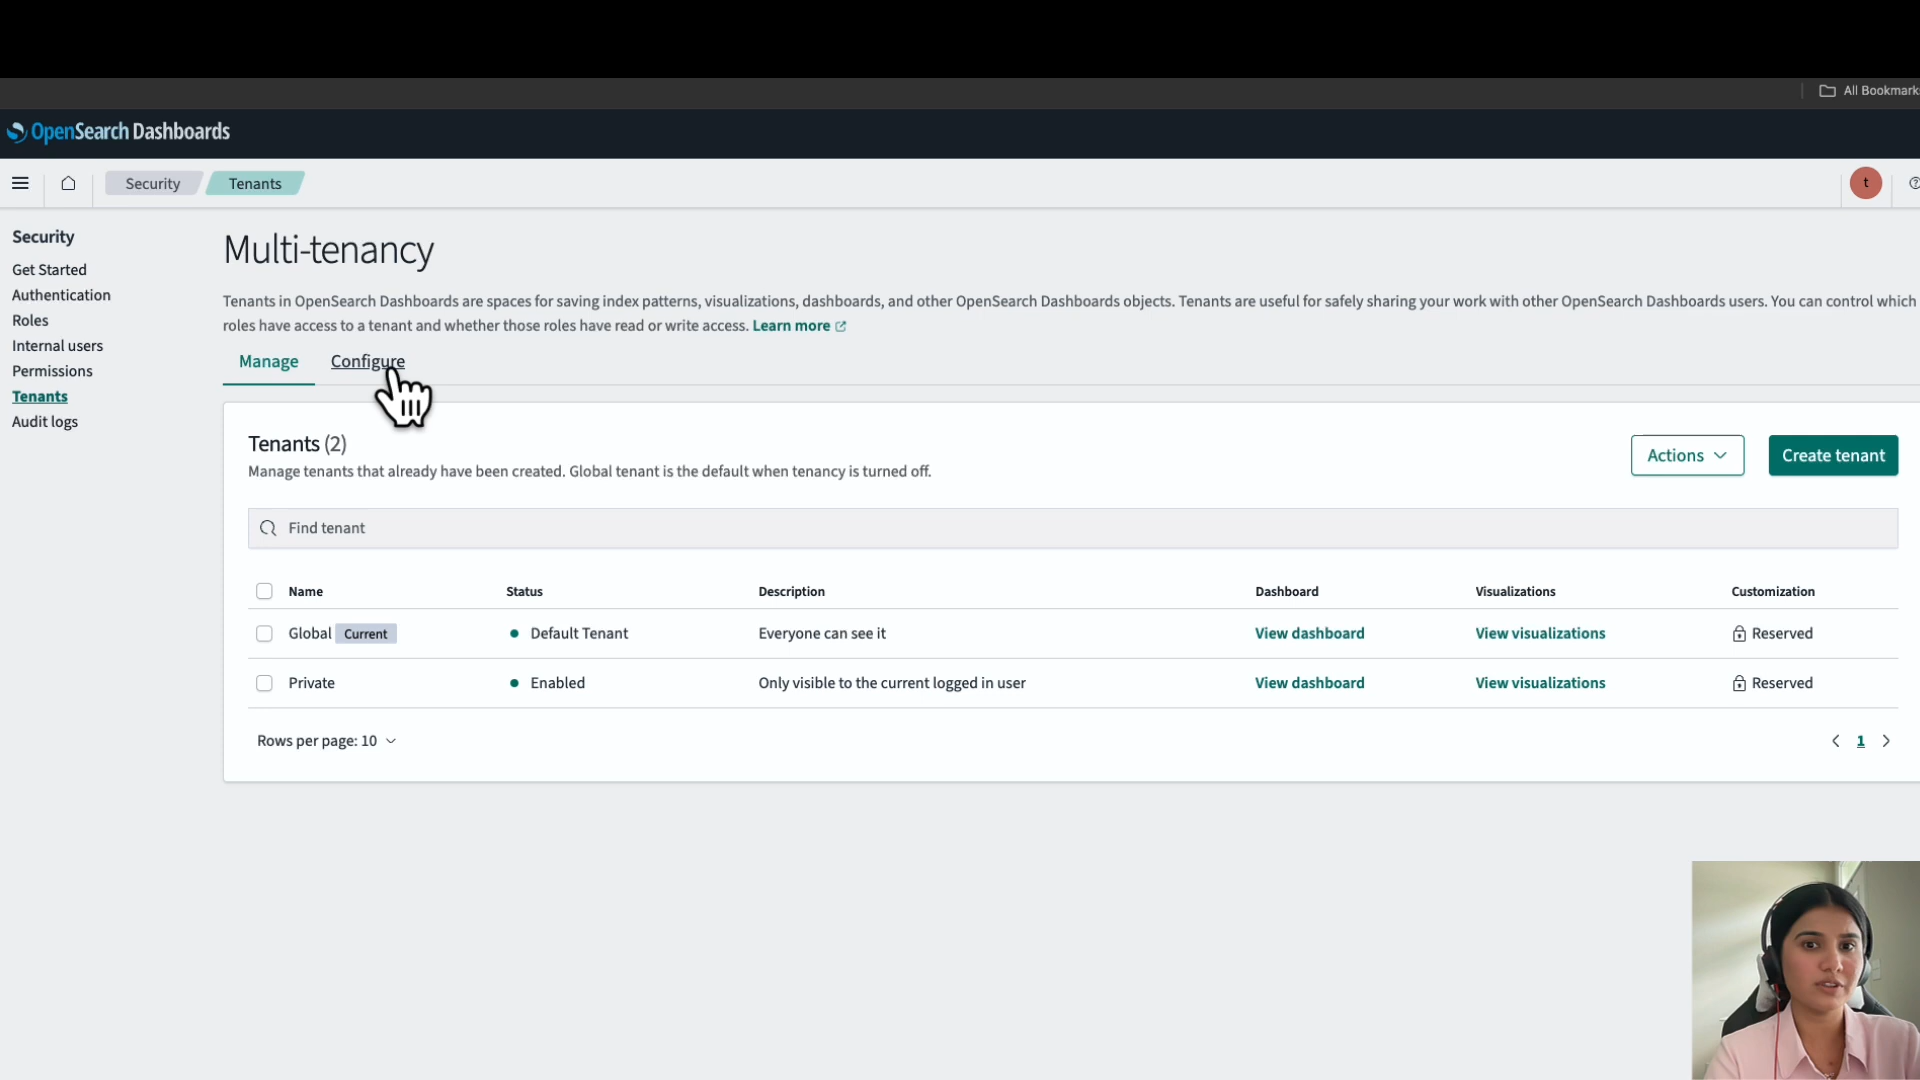 All Bookmark
OpenSearch Dashboards
Security
Tenants
t
Security
Get Started
Authentication
Roles
Internal users
Permissions
Tenants
Audit logs
Multi-tenancy
Tenants in OpenSearch Dashboards are spaces for saving index patterns, visualizations, dashboards, and other OpenSearch Dashboards objects. Tenants are useful for safely sharing your work with other OpenSearch Dashboards users. You can control which
roles have access to a tenant and whether those roles have read or write access. Learn more
Manage Configure
Tenants (2)
Manage tenants that already have been created. Global tenant is the default when tenancy is turned off.
Actions
Create tenant
Find tenant
Name Status Description Dashboard Visualizations Customization
Global Current Default Tenant Everyone can see it View dashboard View visualizations Reserved
Private Enabled Only visible to the current logged in user View dashboard View visualizations Reserved
Rows per page: 10
1